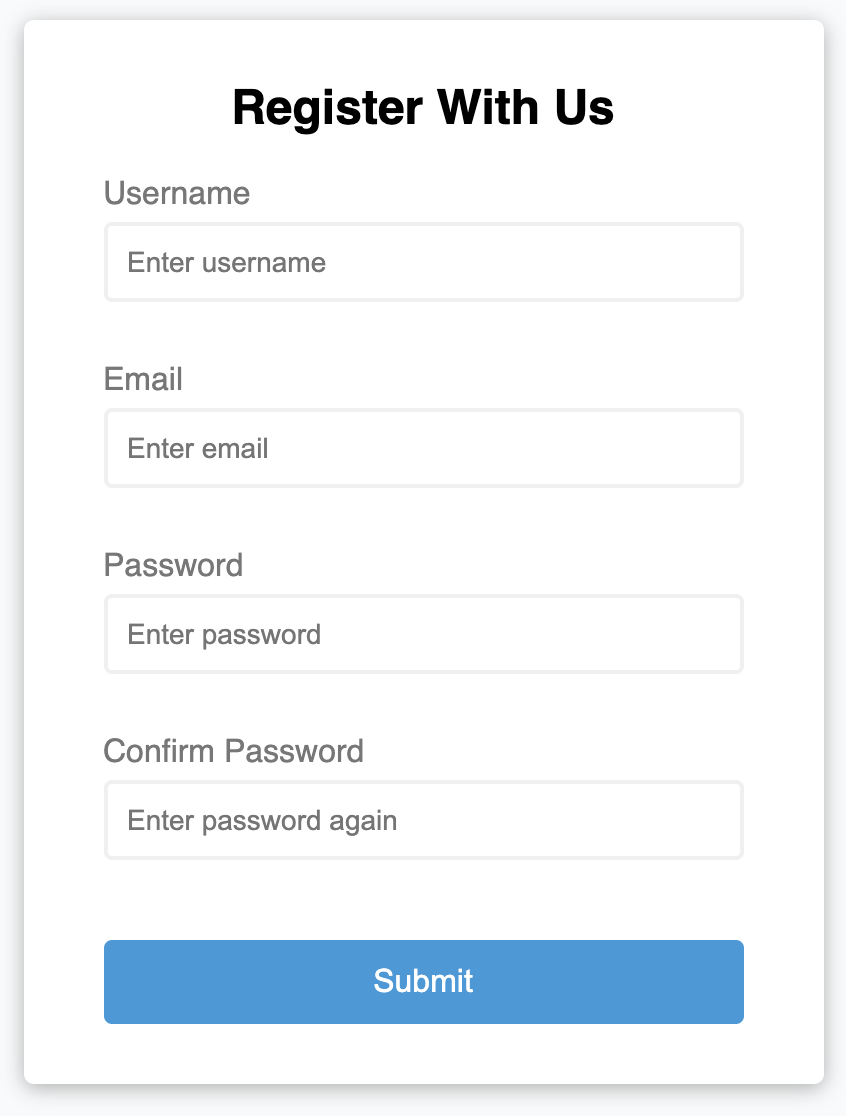 Register With Us
Username
Enter username
Email
Enter email
Password
Enter password
Confirm Password
Enter password again
Submit